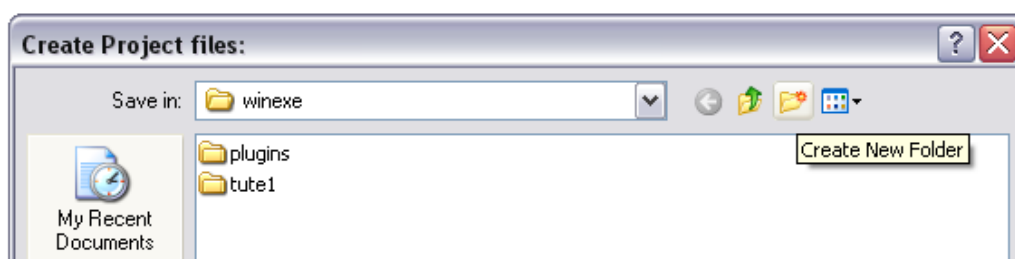 Create Project files:
Save in: winexe
Create New Folder
plugins
tute1
My Recent
Documents